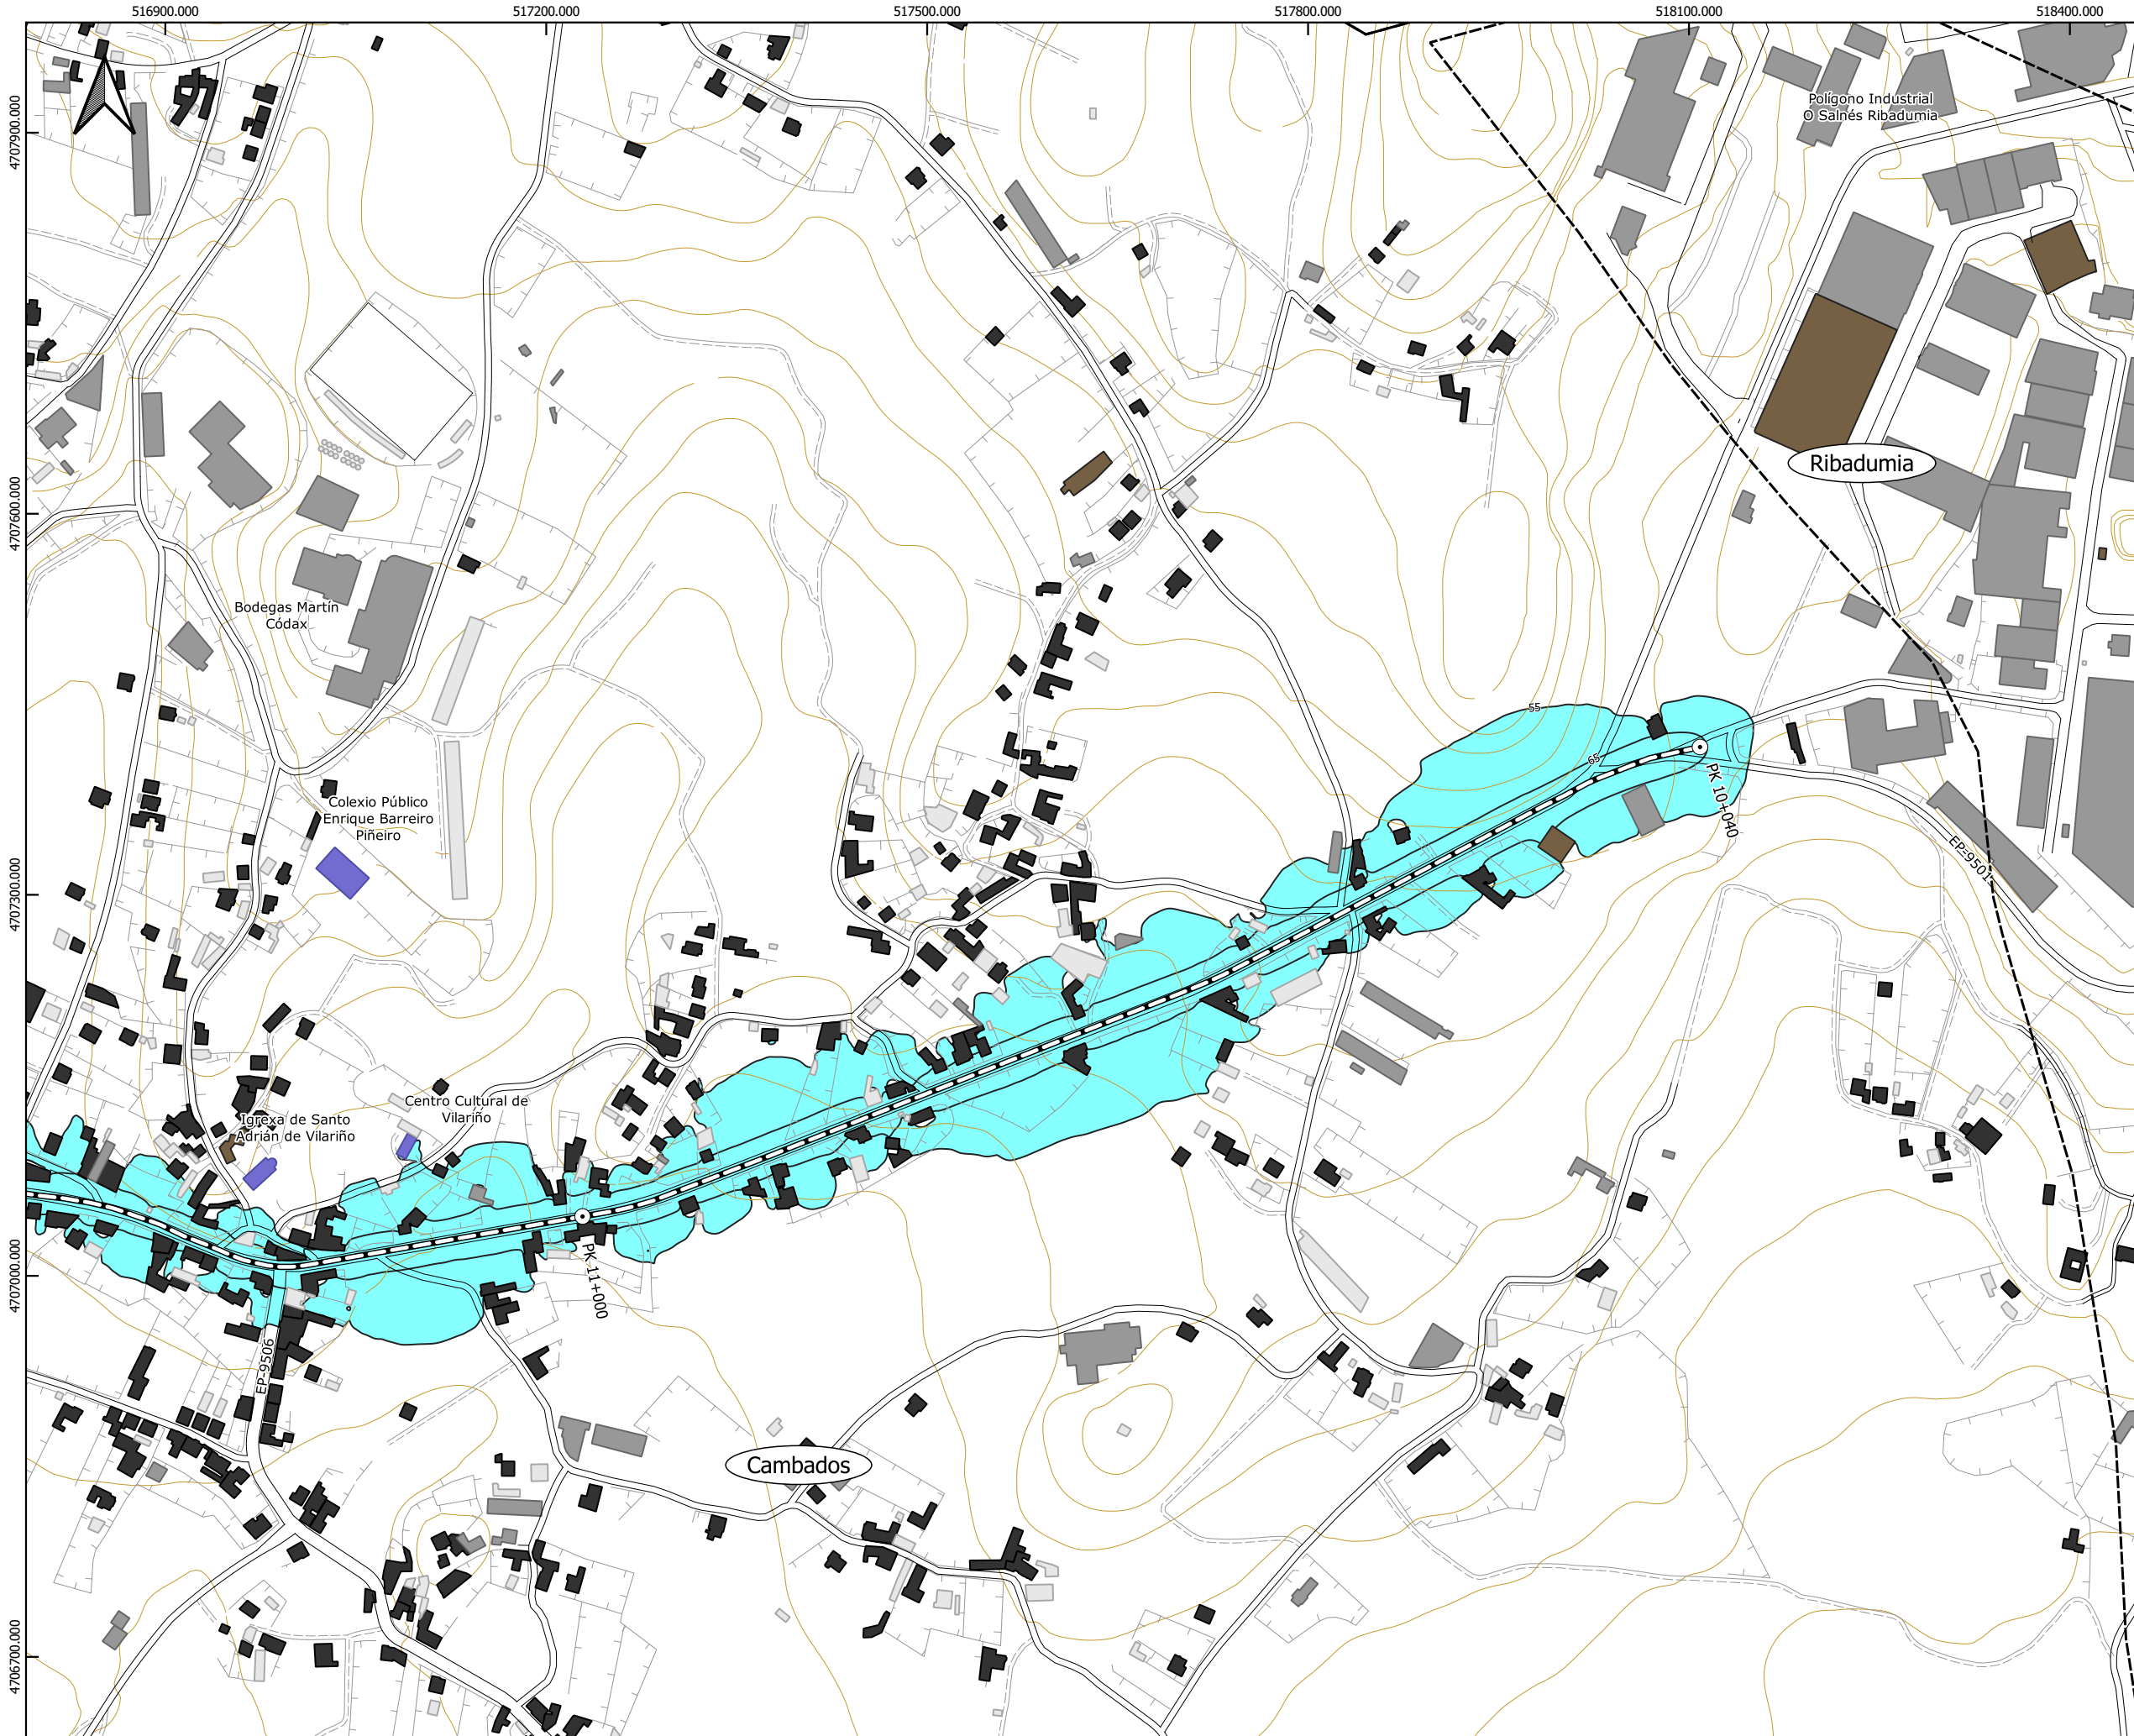 516900.000
517200.000
517500.000
517800.000
518100.000
518400.000
4707900.000
4707600.000
4707300.000
4707000.000
4706700.000
Polígono Industrial
O Salnés Ribadumia
Ribadumia
Bodegas Martín
Códax
55
65
PK 10+040
Colexio Público
Enrique Barreiro
Piñeiro
EP-9501
Centro Cultural de
Vilariño
Igrexa de Santo
Adrián de Vilariño
PK 11+000
EP-9506
Cambados